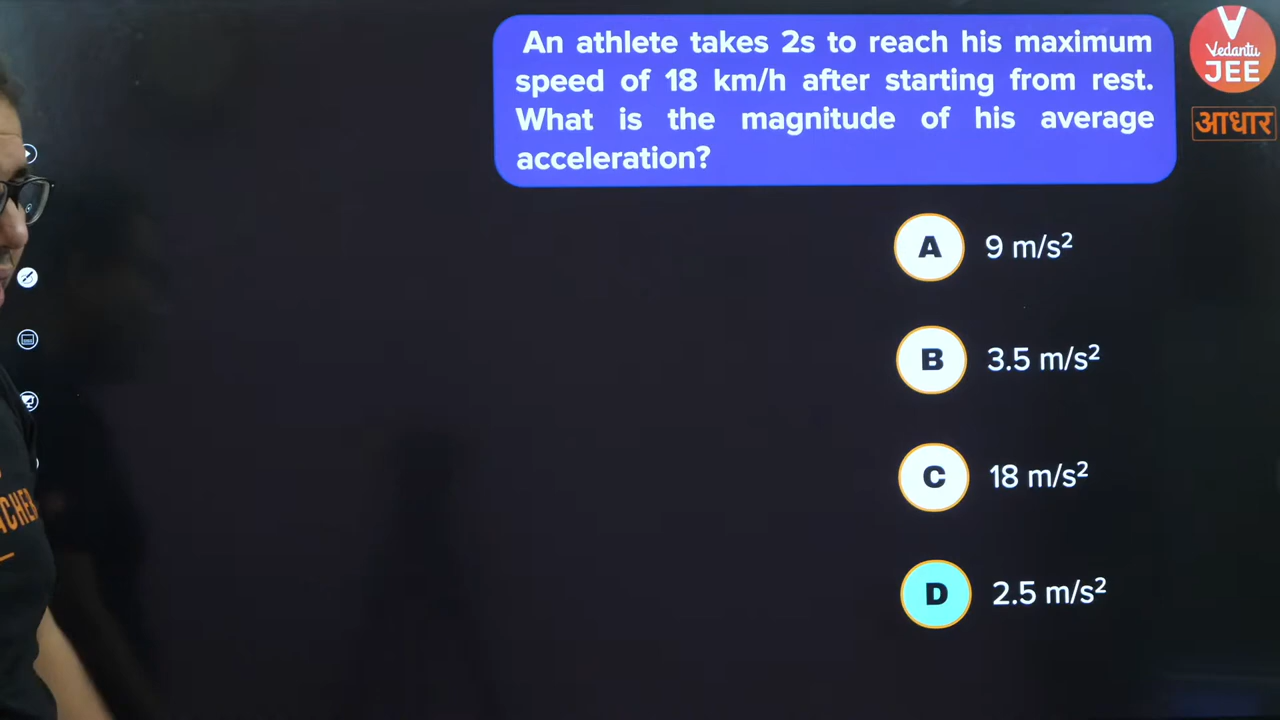 An athlete takes 2s to reach his maximum
speed of 18 km/h after starting from rest.
What is the magnitude of his average
acceleration?
V
Vedantu
JEE
आधार
A 9 m/s²
B 3.5 m/s²
C 18 m/s²
D 2.5 m/s²